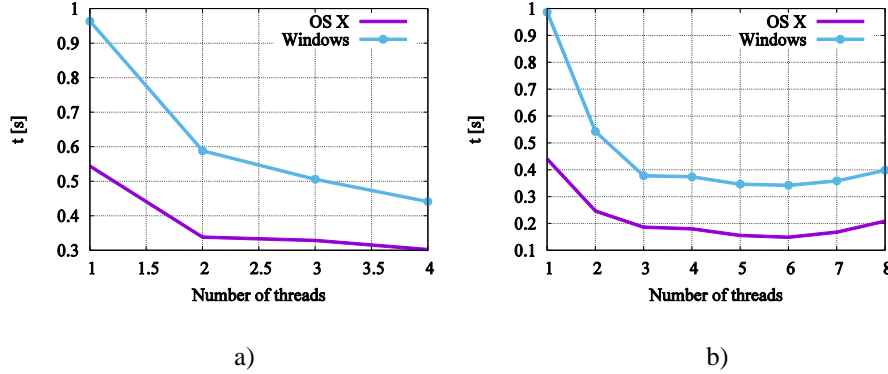 1
0.9
0.8
0.7
0.6
0.5
0.4
0.3
t [s]
OS X
Windows
1 1.5 2 2.5 3 3.5 4
Number of threads
a)
1
0.9
0.8
0.7
0.6
0.5
0.4
0.3
0.2
0.1
t [s]
OS X
Windows
1 2 3 4 5 6 7 8
Number of threads
b)